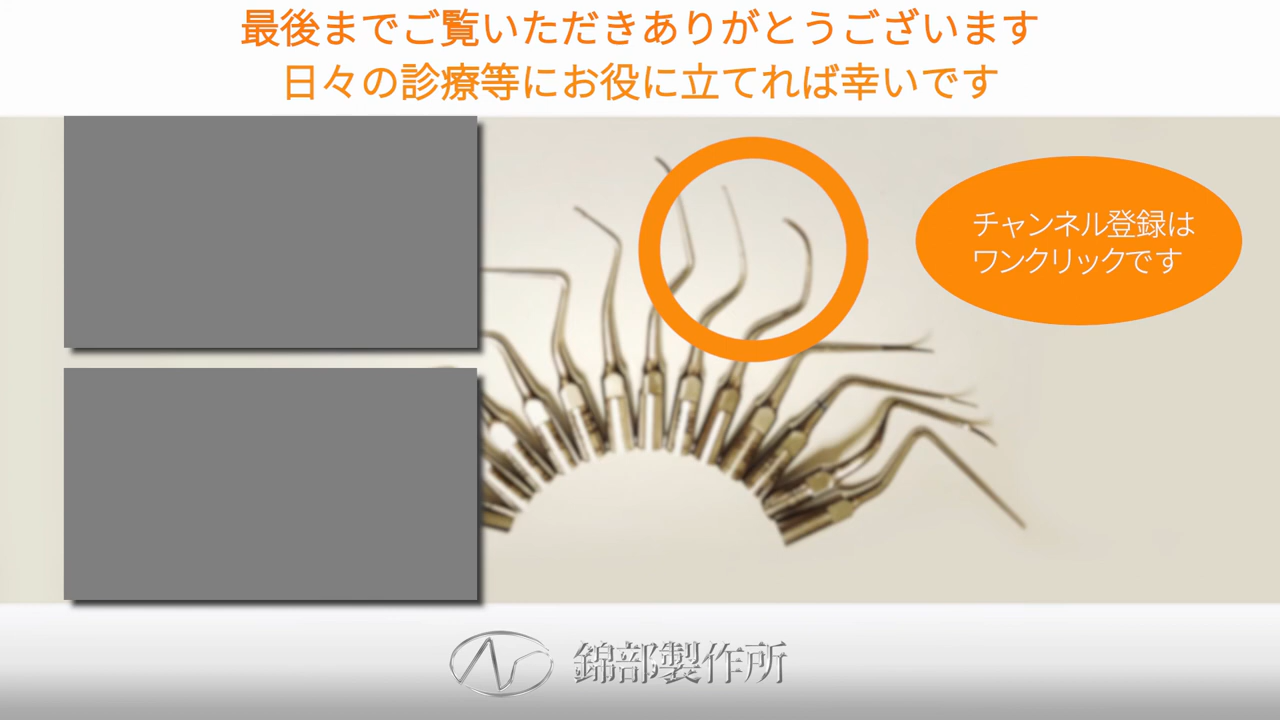 最後までご覧いただきありがとうございます
日々の診療等にお役に立てれば幸いです
チャンネル登録は
ワンクリックです
錦部製作所